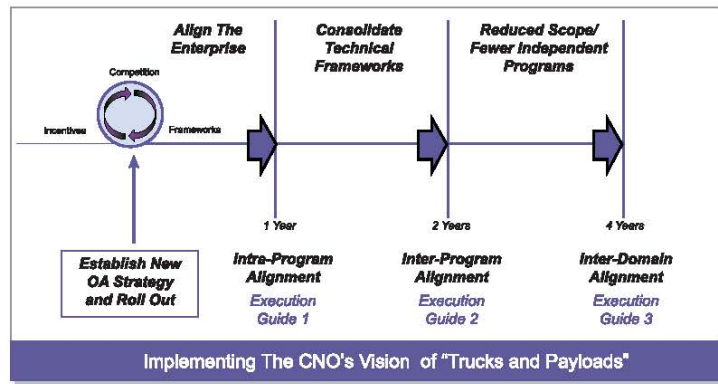 Align The
Enterprise
Consolidate
Technical
Frameworks
Reduced Scope/
Fewer Independent
Programs
Competition
Incentives
Frameworks
1 Year
2 Years
4 Years
Establish New
OA Strategy
and Roll Out
Intra-Program
Alignment
Execution
Guide 1
Inter-Program
Alignment
Execution
Guide 2
Inter-Domain
Alignment
Execution
Guide 3
Implementing The CNO's Vision of "Trucks and Payloads"